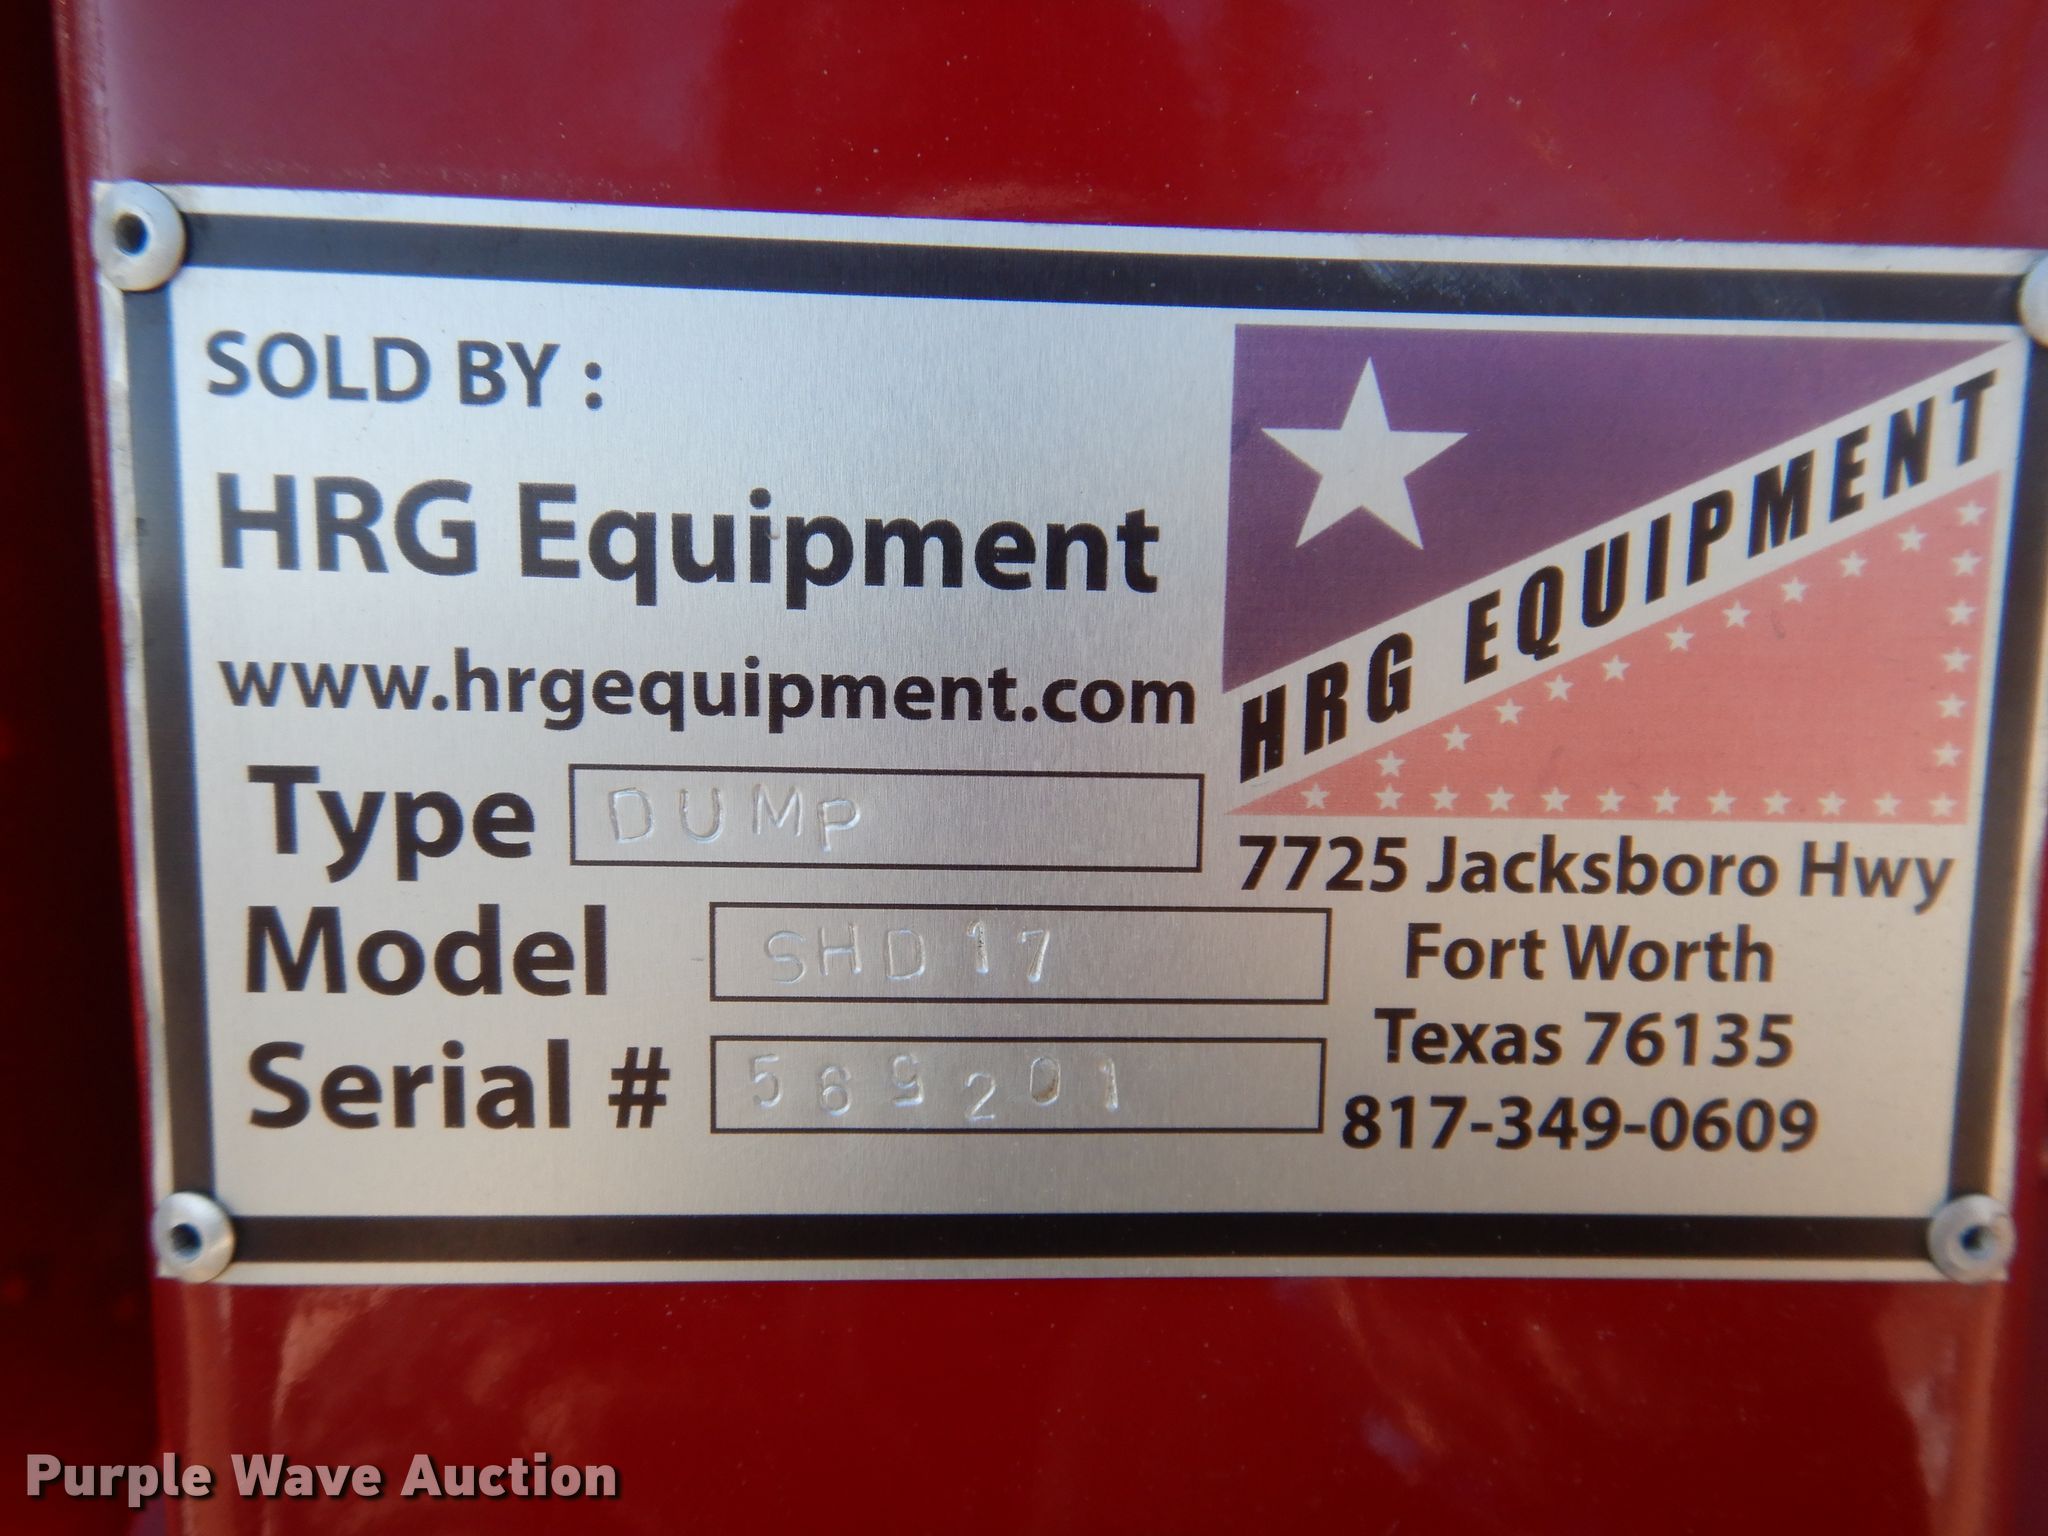 SOLD BY :
HRG Equipment
www.hrgequipment.com
Type DUMP
Model SHD17
Serial # 569201
HRG EQUIPMENT
7725 Jacksboro Hwy
Fort Worth
Texas 76135
817-349-0609
Purple Wave Auction